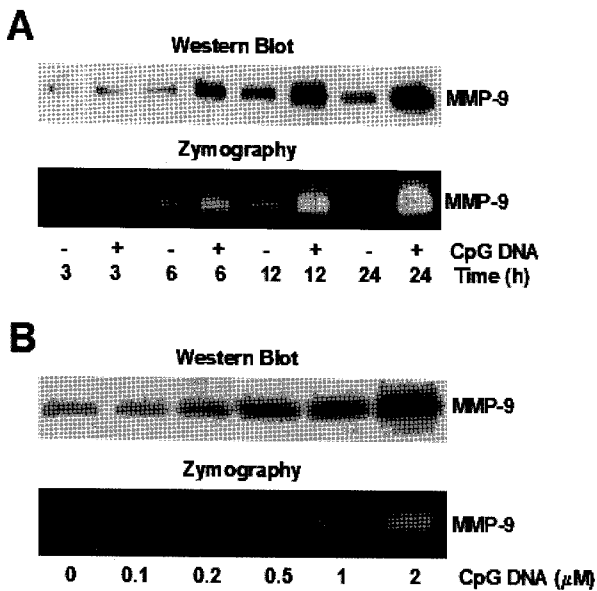 A
Western Blot
MMP-9
Zymography
MMP-9
- + - + - + - + CpG DNA
3 3 6 6 12 12 24 24 Time (h)
B
Western Blot
MMP-9
Zymography
MMP-9
0 0.1 0.2 0.5 1 2 CpG DNA (μM)